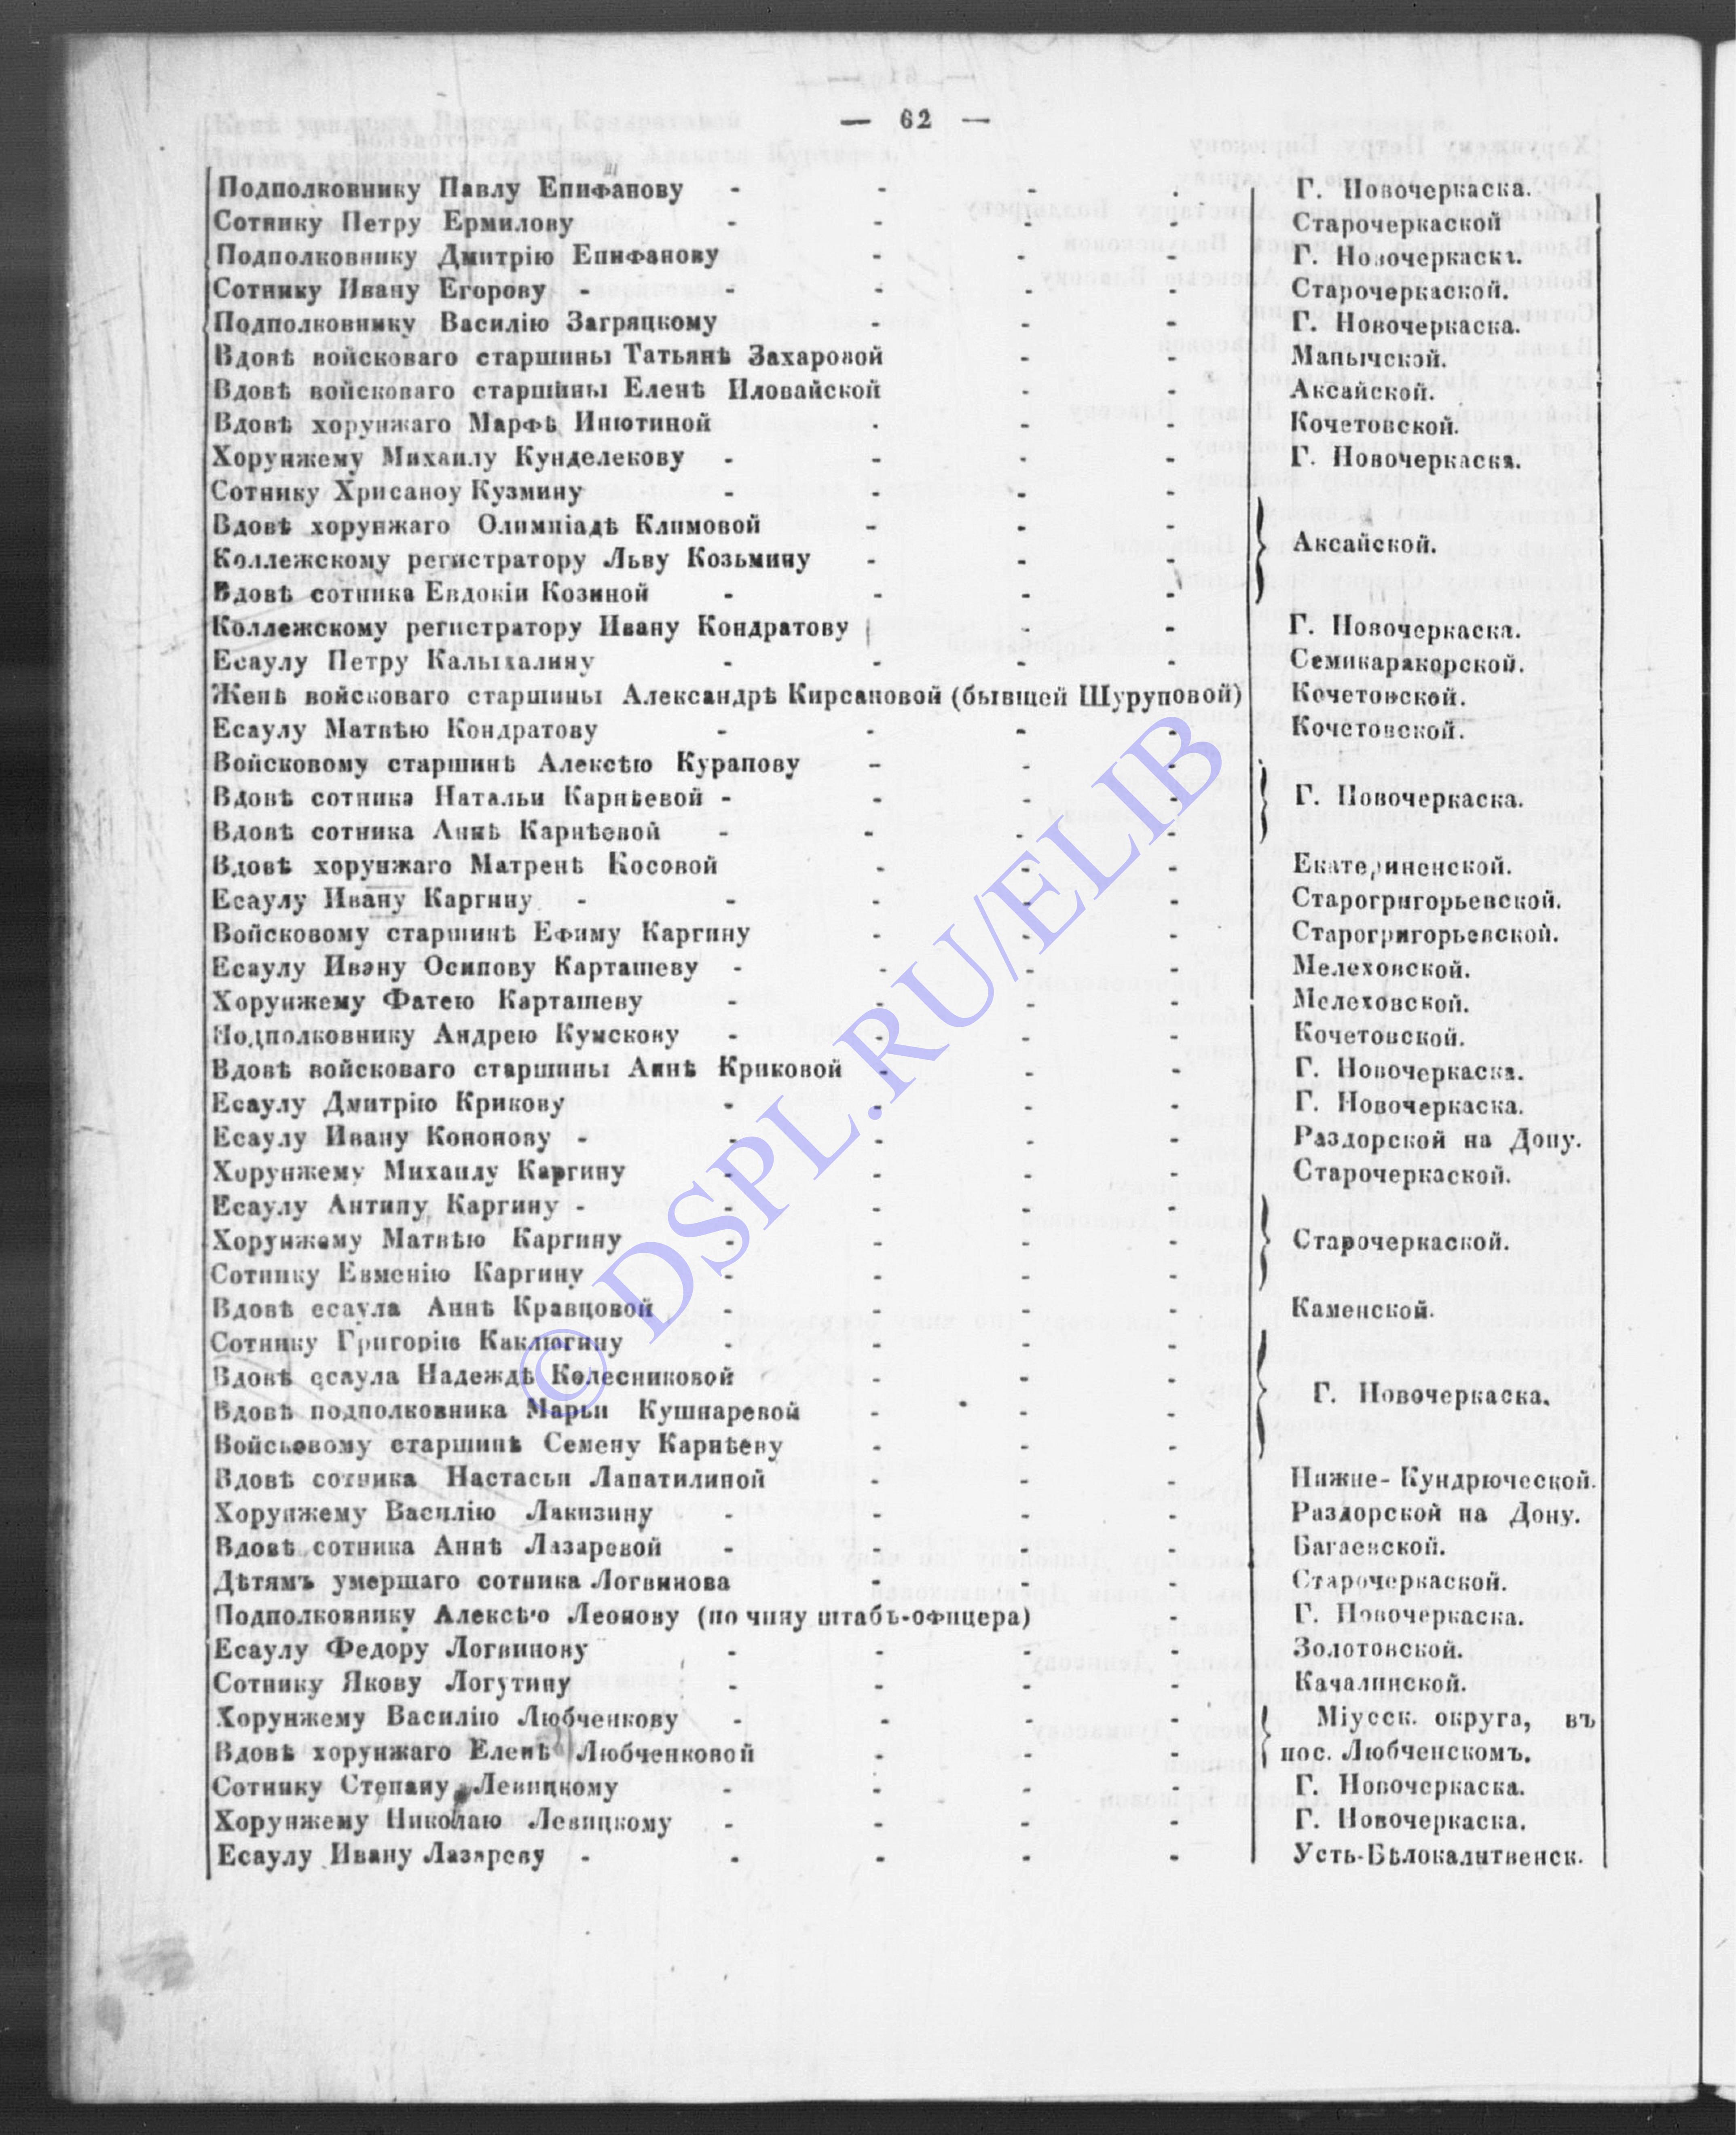 — 62 —
Подполковнику Павлу Епифанову - - - - Г. Новочеркаска.
Сотнику Петру Ермилову - - - - Старочеркаской
Подполковнику Дмитрію Епифанову - - - Г. Новочеркаска.
Сотнику Ивану Егорову - - - - - Старочеркаской.
Подполковнику Василію Загряцкому - - - Г. Новочеркаска.
Вдовѣ войсковаго старшины Татьянѣ Захаровой - - Маныческой.
Вдовѣ войсковаго старшины Еленѣ Иловайской - - Аксайской.
Вдовѣ хорунжаго Марфѣ Инютиной - - - Кочетовской.
Хорунжему Михаилу Кунделекову - - - - Г. Новочеркаска.
Сотнику Хрисаноу Кузмину - - - -
Вдовѣ хорунжаго Олимпіадѣ Климовой - - -
Коллежскому регистратору Льву Козьмину - - - } Аксайской.
Вдовѣ сотника Евдокіи Козиной - - - -
Коллежскому регистратору Ивану Кондратову - - Г. Новочеркаска.
Есаулу Петру Калыхалину - - - - Семикаракорской.
Женѣ войсковаго старшины Александрѣ Кирсановой (бывшей Шуруповой) Кочетовской.
Есаулу Матвѣю Кондратову - - - - Кочетовской.
Войсковому старшинѣ Алексѣю Курапову - - -
Вдовѣ сотника Натальи Карнѣевой - - - - } Г. Новочеркаска.
Вдовѣ сотника Аннѣ Карнѣевой - - - -
Вдовѣ хорунжаго Матренѣ Косовой - - - Екатериненской.
Есаулу Ивану Каргину - - - - - Старогригорьевской.
Войсковому старшинѣ Ефиму Каргину - - - Старогригорьевской.
Есаулу Ивану Осипову Карташеву - - - - Мелеховской.
Хорунжему Фатею Карташеву - - - - Мелеховской.
Подполковнику Андрею Кумскову - - - - Кочетовской.
Вдовѣ войсковаго старшины Аннѣ Криковой - - - Г. Новочеркаска.
Есаулу Дмитрію Крикову - - - - Г. Новочеркаска.
Есаулу Ивану Кононову - - - - - Раздорской на Дону.
Хорунжему Михаилу Каргину - - - - Старочеркаской.
Есаулу Антипу Каргину - - - - -
Хорунжему Матвѣю Каргину - - - - } Старочеркаской.
Сотнику Евменію Каргину - - - -
Вдовѣ есаула Аннѣ Кравцовой - - - - Каменской.
Сотнику Григорію Каклюгину - - - -
Вдовѣ есаула Надеждѣ Колесниковой - - - } Г. Новочеркаска.
Вдовѣ подполковника Марьи Кушнаревой - - -
Войсковому старшинѣ Семену Карнѣеву - - -
Вдовѣ сотника Настасьи Лапатилиной - - - Нижне- Кундрюческой.
Хорунжему Василію Лакизину - - - - Раздорской на Дону.
Вдовѣ сотника Аннѣ Лазаревой - - - - Багаевской.
Дѣтямъ умершаго сотника Логвинова - - - Старочеркаской.
Подполковнику Алексѣю Леонову (по чину штабъ-офицера) - Г. Новочеркаска.
Есаулу Федору Логвинову - - - - Золотовской.
Сотнику Якову Логутину - - - - Качалинской.
Хорунжему Василію Любченкову - - - - } Міусск. округа, въ
Вдовѣ хорунжаго Еленѣ Любченковой - - - пос. Любченскомъ.
Сотнику Степану Левицкому - - - - Г. Новочеркаска.
Хорунжему Николаю Левицкому - - - - Г. Новочеркаска.
Есаулу Ивану Лазареву - - - - - Усть-Бѣлокалитвенск.
© DSPL.RU/ELIB